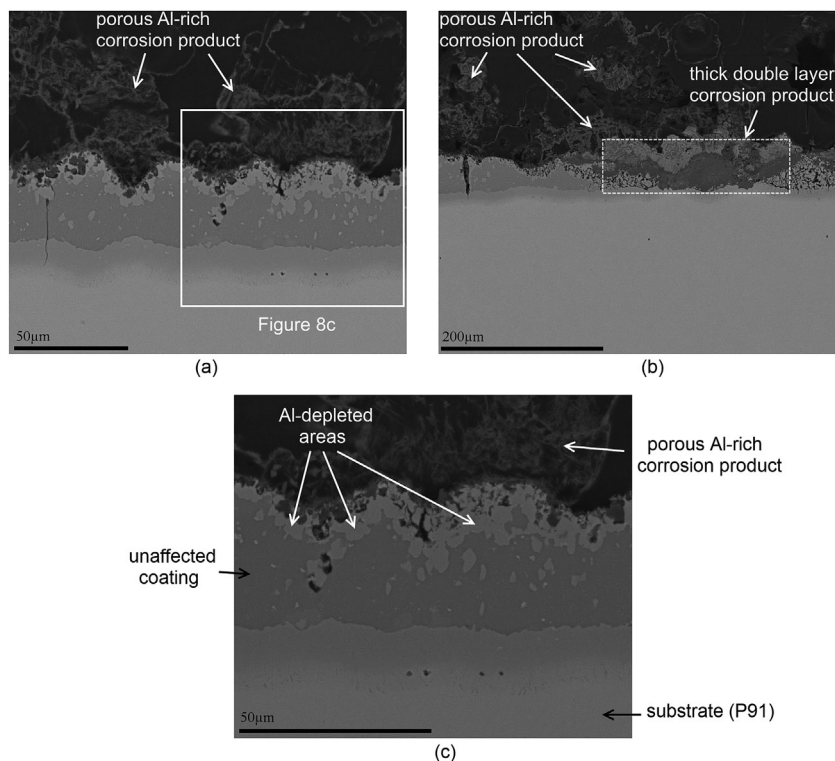 porous Al-rich
corrosion product
Figure 8c
50µm
(a)
porous Al-rich
corrosion product
thick double layer
corrosion product
200µm
(b)
Al-depleted
areas
porous Al-rich
corrosion product
unaffected
coating
50µm
substrate (P91)
(c)